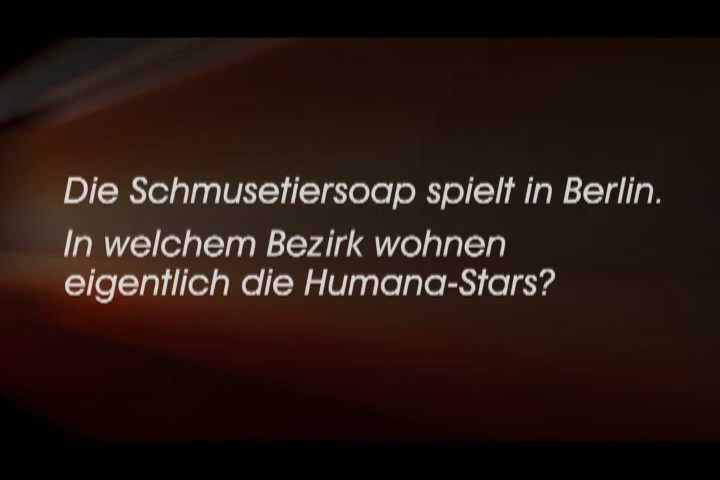 Die Schmusetiersoap spielt in Berlin.
In welchem Bezirk wohnen
eigentlich die Humana-Stars?